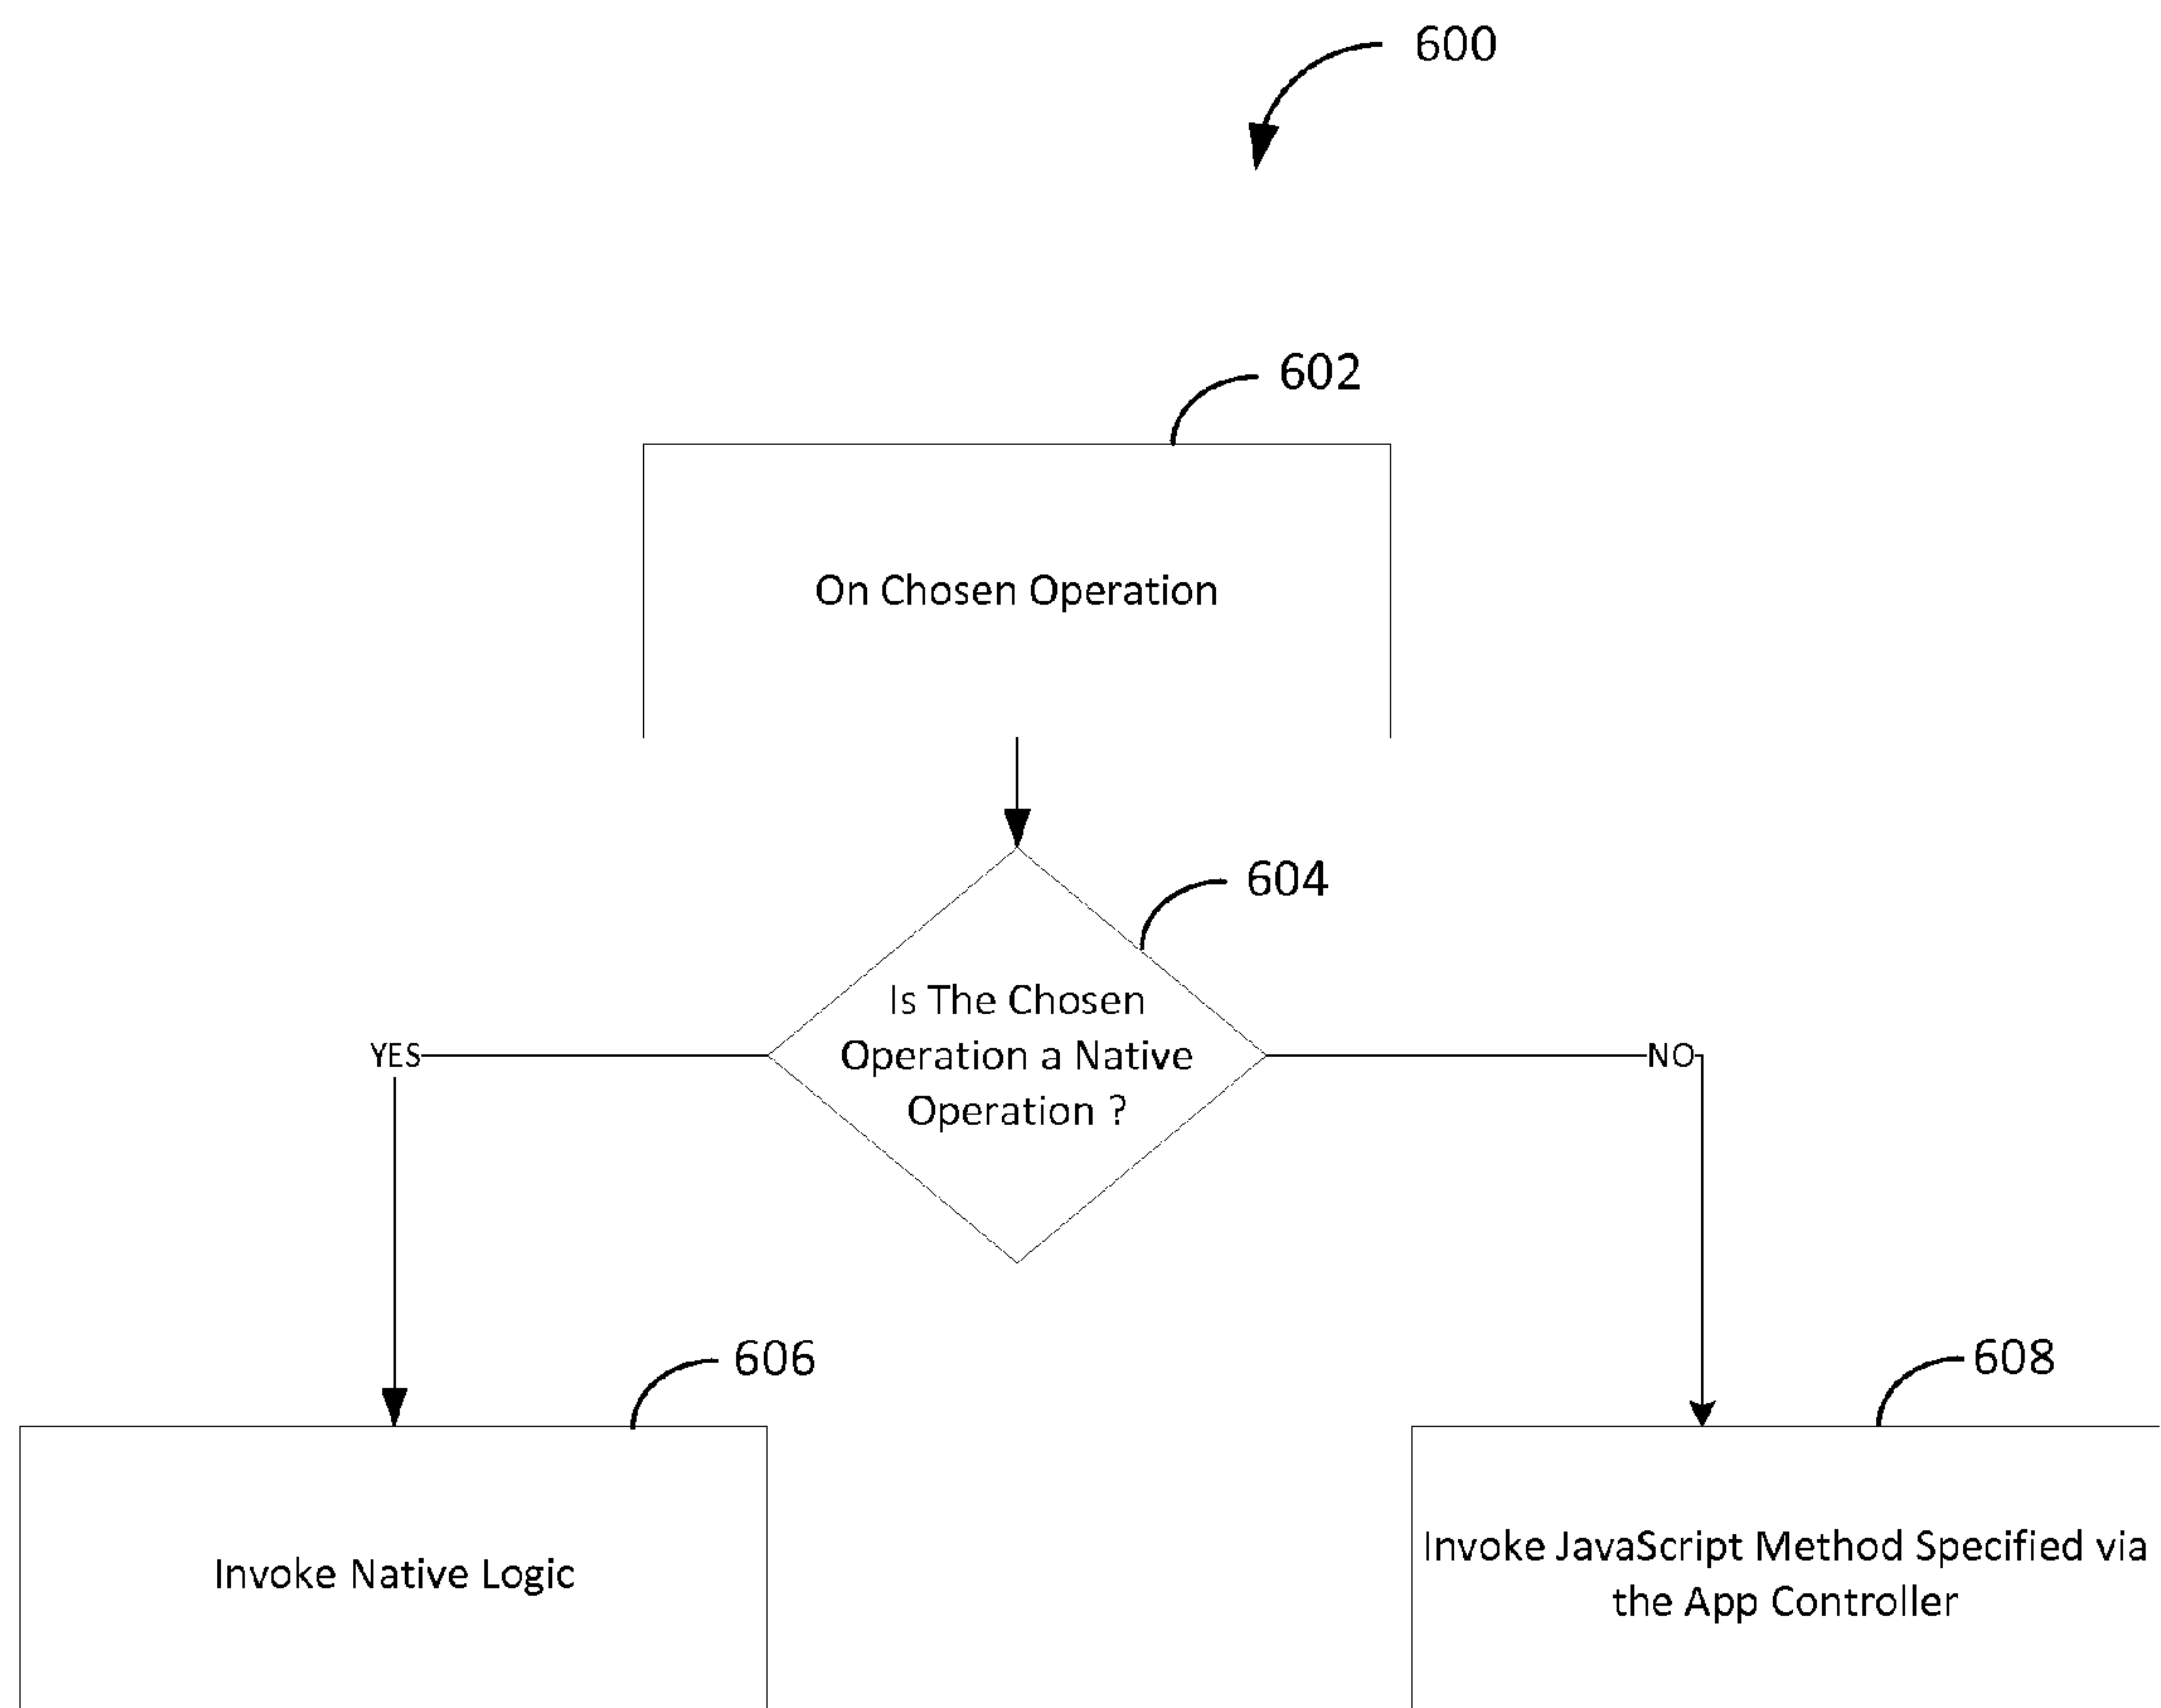 600
602
On Chosen Operation
604
Is The Chosen
Operation a Native
Operation ?
YES
NO
606
608
Invoke Native Logic
Invoke JavaScript Method Specified via
the App Controller